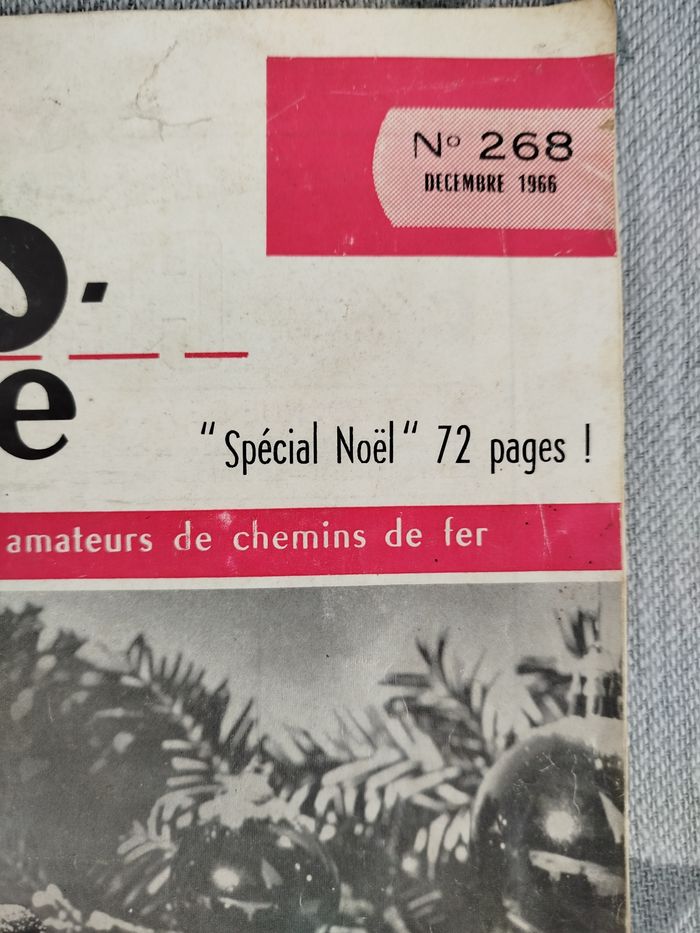 N° 268
DECEMBRE 1966
o.
e
"Spécial Noël" 72 pages !
amateurs de chemins de fer